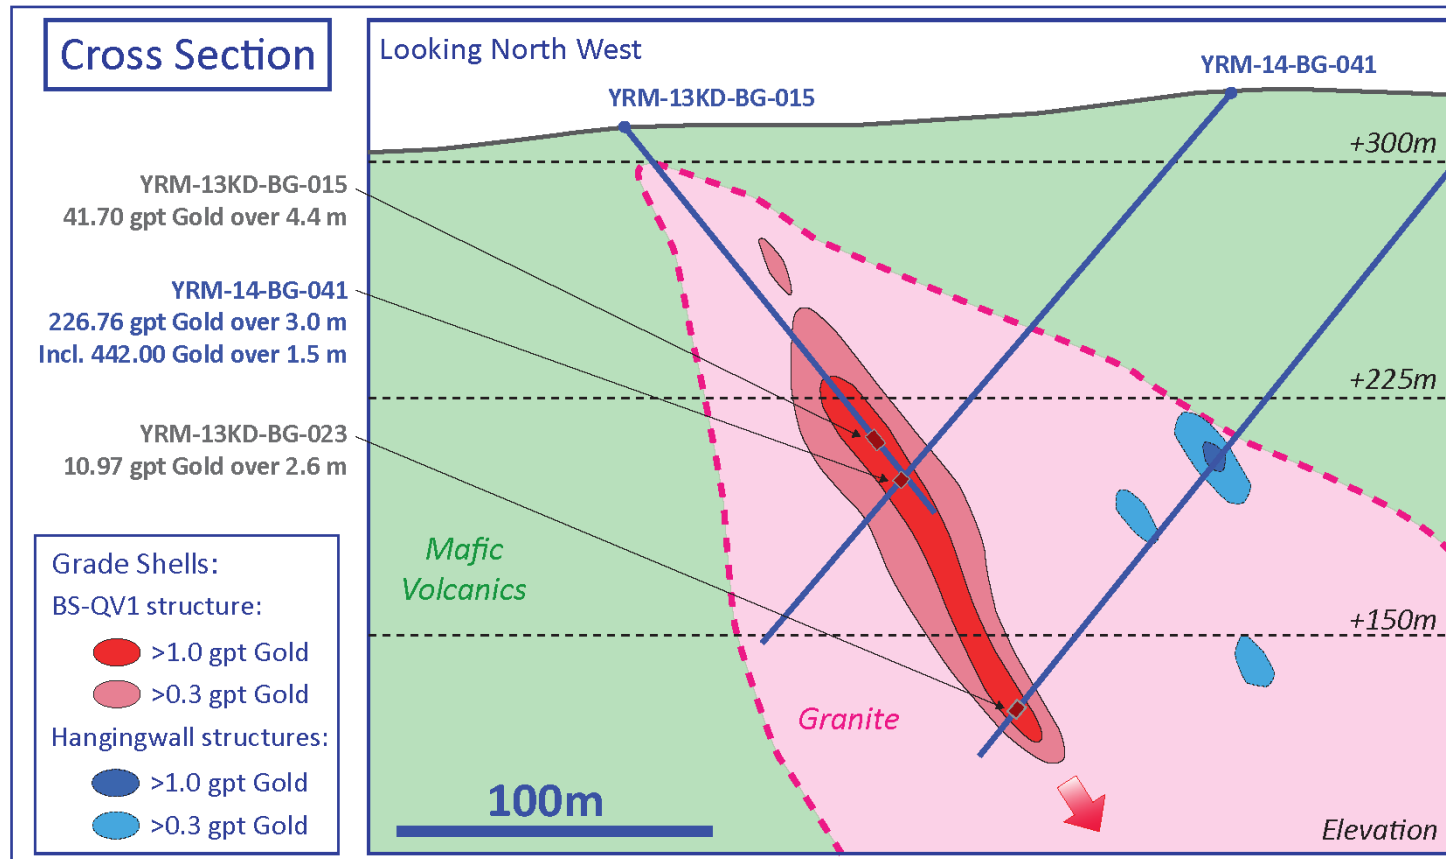 Cross Section
Looking North West
YRM-13KD-BG-015
YRM-14-BG-041
+300m
YRM-13KD-BG-015
41.70 gpt Gold over 4.4 m
YRM-14-BG-041
226.76 gpt Gold over 3.0 m
Incl. 442.00 Gold over 1.5 m
+225m
YRM-13KD-BG-023
10.97 gpt Gold over 2.6 m
Mafic
Volcanics
+150m
Granite
Grade Shells:
BS-QV1 structure:
>1.0 gpt Gold
>0.3 gpt Gold
Hangingwall structures:
>1.0 gpt Gold
>0.3 gpt Gold
100m
Elevation